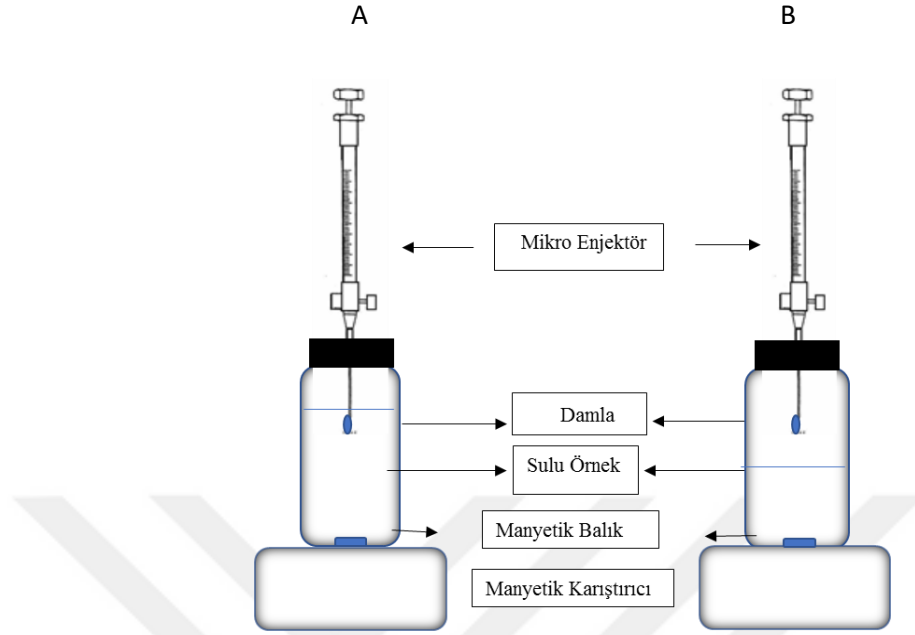 A B
Mikro Enjektör
Damla
Sulu Örnek
Manyetik Balık
Manyetik Karıştırıcı